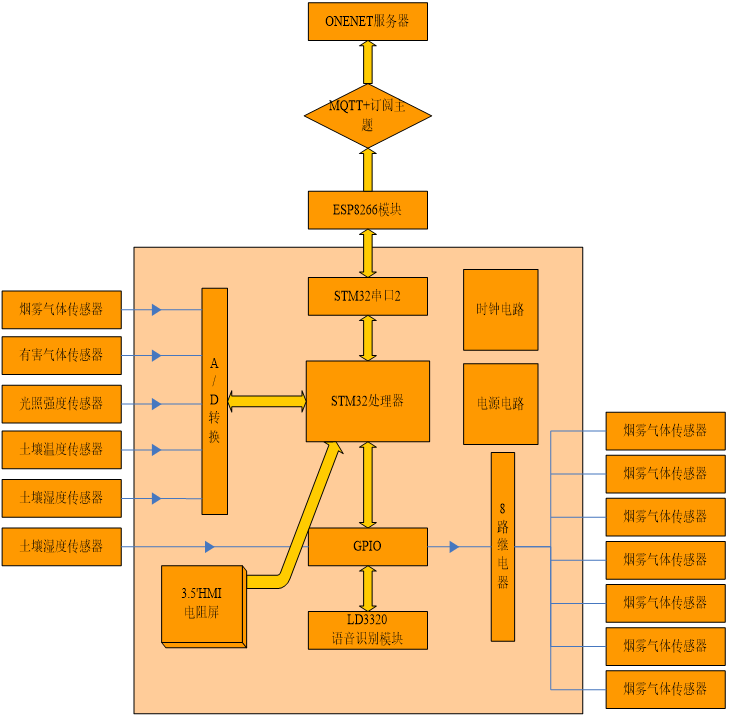 ONENET服务器
MQTT+订阅主
题
ESP8266模块
STM32串口2
时钟电路
烟雾气体传感器
有害气体传感器
光照强度传感器
土壤温度传感器
土壤湿度传感器
土壤湿度传感器
A
/
D
转
换
STM32处理器
电源电路
GPIO
8
路
继
电
器
3.5'HMI
电阻屏
LD3320
语音识别模块
烟雾气体传感器
烟雾气体传感器
烟雾气体传感器
烟雾气体传感器
烟雾气体传感器
烟雾气体传感器
烟雾气体传感器